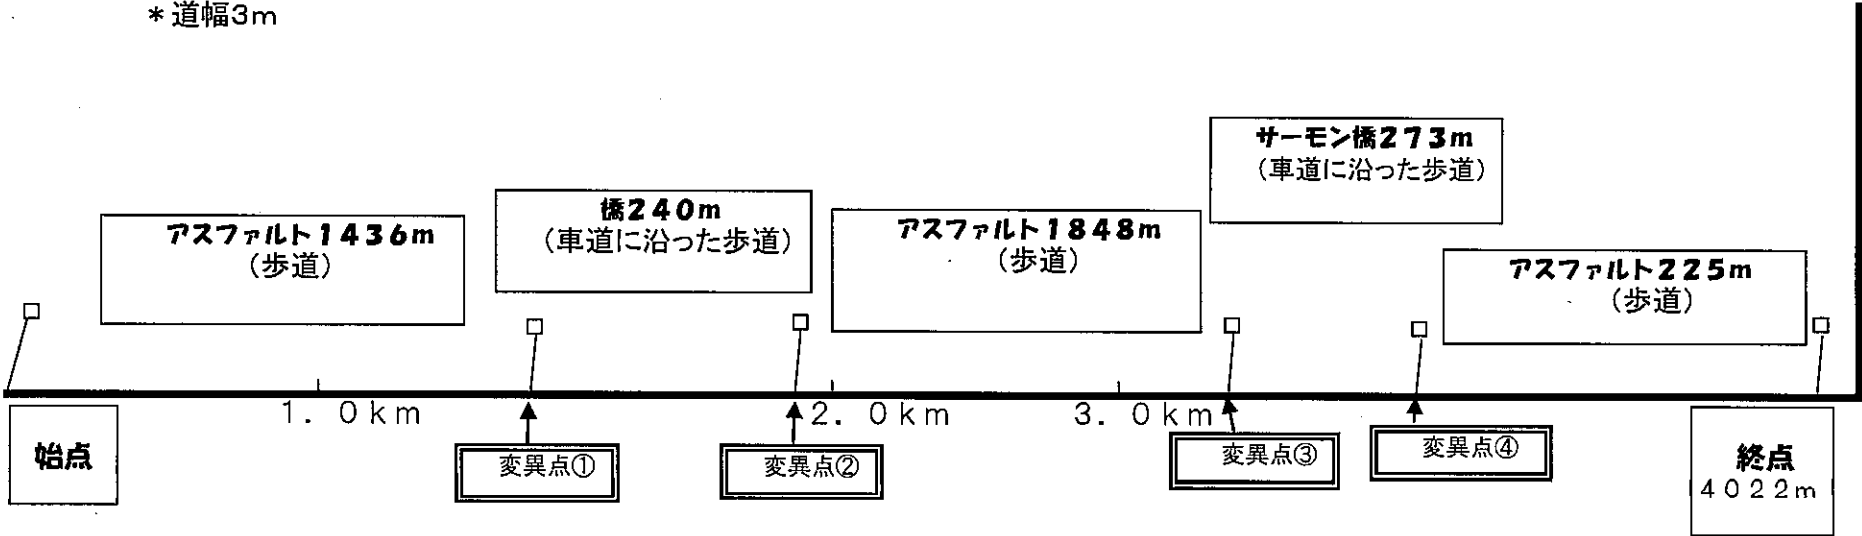 ＊道幅3m
サーモン橋273m
（車道に沿った歩道）
橋240m
（車道に沿った歩道）
アスファルト1436m
（歩道）
アスファルト1848m
（歩道）
アスファルト225m
（歩道）
1．0km
2．0km
3．0km
始点
変異点①
変異点②
変異点③
変異点④
終点
4022m